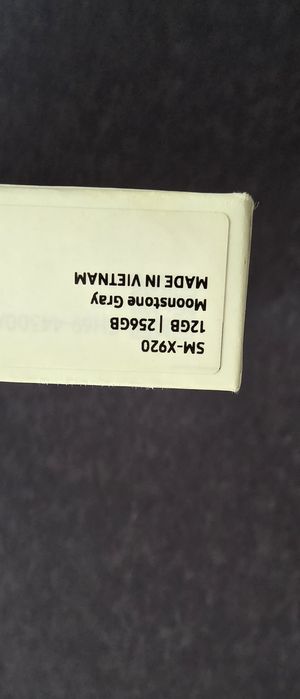 SM-X920
12GB | 256GB
Moonstone Gray
MADE IN VIETNAM